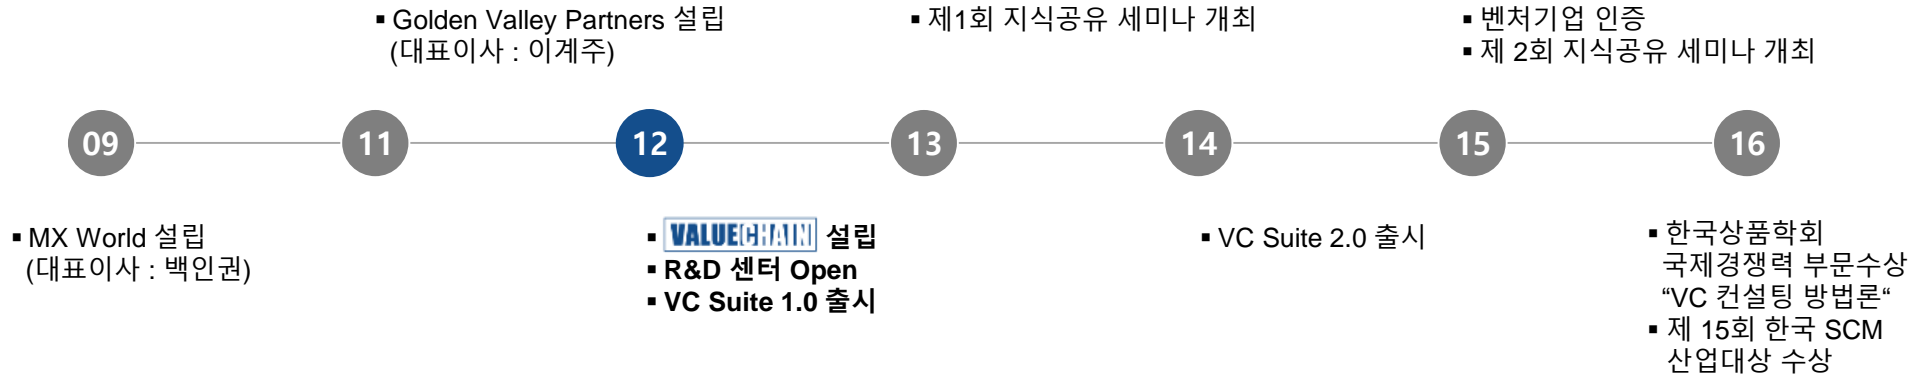 ▪ Golden Valley Partners 설립
(대표이사 : 이계주)
▪ 제1회 지식공유 세미나 개최
▪ 벤처기업 인증
▪ 제 2회 지식공유 세미나 개최
09
11
12
13
14
15
16
▪ MX World 설립
(대표이사 : 백인권)
▪ VALUECHAIN 설립
▪ R&D 센터 Open
▪ VC Suite 1.0 출시
▪ VC Suite 2.0 출시
▪ 한국상품학회
국제경쟁력 부문수상
“VC 컨설팅 방법론“
▪ 제 15회 한국 SCM
산업대상 수상